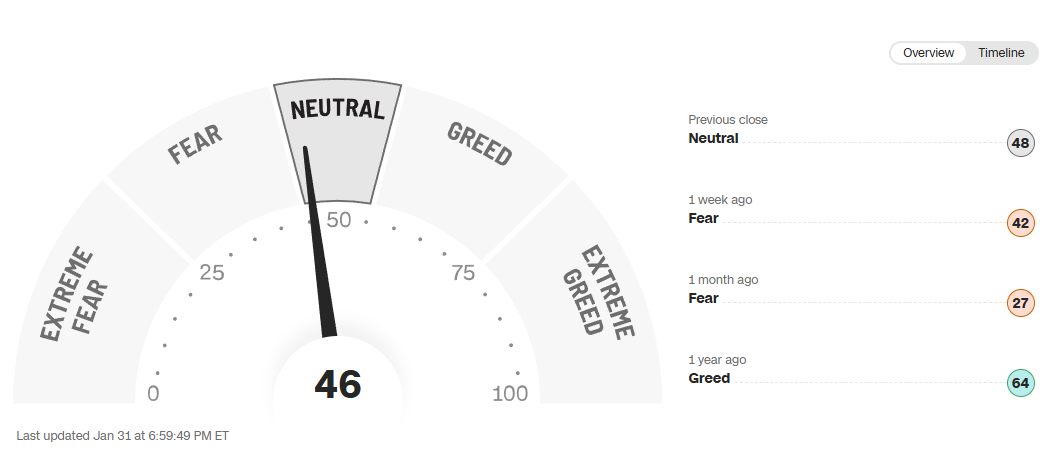 Overview Timeline
NEUTRAL
FEAR
GREED
EXTREME
FEAR
EXTREME
GREED
0
25
50
75
100
46
Last updated Jan 31 at 6:59:49 PM ET
Previous close
Neutral 48
1 week ago
Fear 42
1 month ago
Fear 27
1 year ago
Greed 64